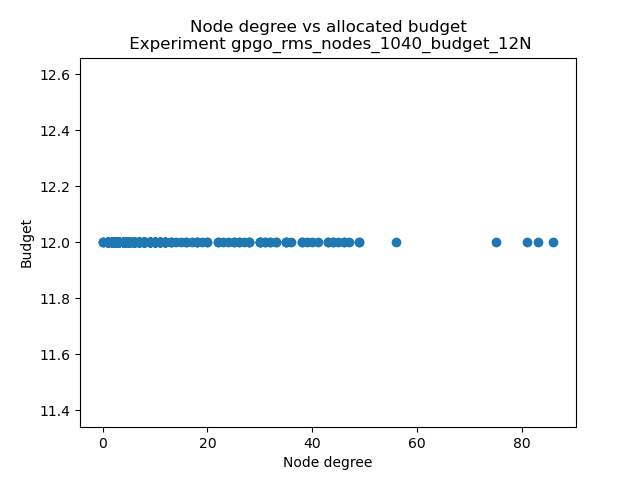 Node degree vs allocated budget
Experiment gpgo_rms_nodes_1040_budget_12N
12.6
12.4
12.2
12.0
11.8
11.6
11.4
Budget
0 20 40 60 80
Node degree